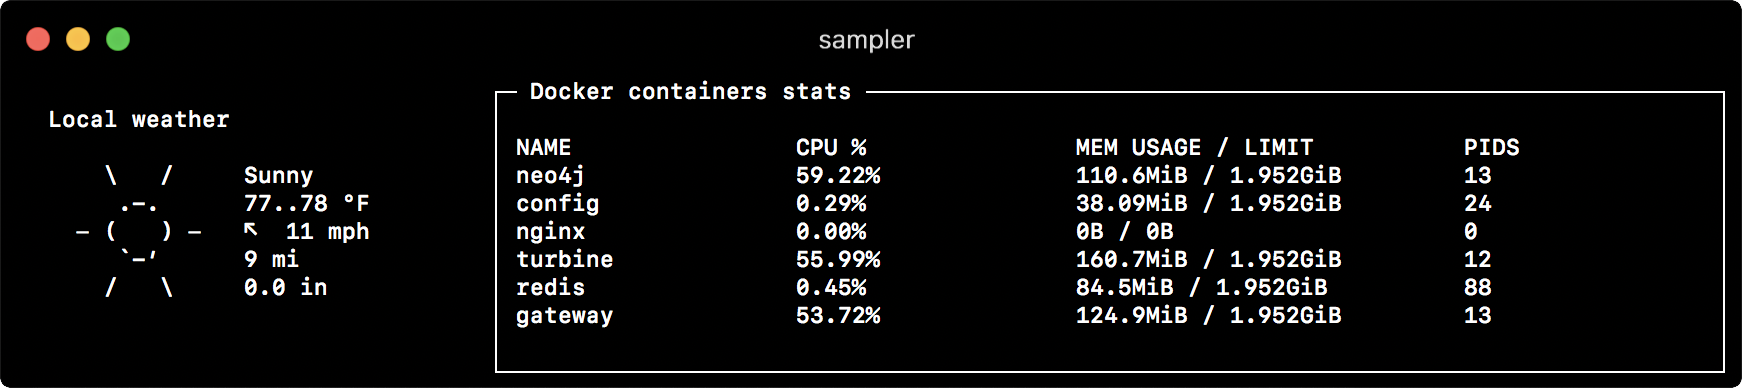 sampler
Local weather
\   /     Sunny
.-.      77..78 °F
— (   ) —   ↖  11 mph
`-’      9 mi
/   \     0.0 in
Docker containers stats
NAME CPU % MEM USAGE / LIMIT PIDS
neo4j 59.22% 110.6MiB / 1.952GiB 13
config 0.29% 38.09MiB / 1.952GiB 24
nginx 0.00% 0B / 0B 0
turbine 55.99% 160.7MiB / 1.952GiB 12
redis 0.45% 84.5MiB / 1.952GiB 88
gateway 53.72% 124.9MiB / 1.952GiB 13